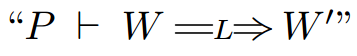 “P ⊢ W =L⇒ W′”